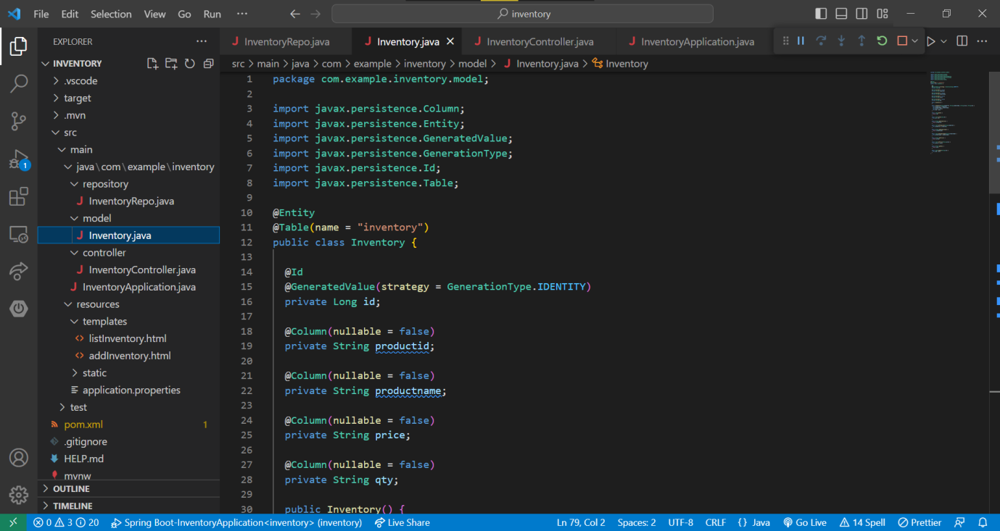 File Edit Selection View Go Run ··· inventory
EXPLORER ···
INVENTORY
.vscode
target
.mvn
src
main
java\com\example\inventory
repository
InventoryRepo.java
model
Inventory.java
controller
InventoryController.java
InventoryApplication.java
resources
templates
listInventory.html
addInventory.html
static
application.properties
test
pom.xml 1
.gitignore
HELP.md
mvnw
OUTLINE
TIMELINE
1
InventoryRepo.java Inventory.java InventoryController.java InventoryApplication.java
src > main > java > com > example > inventory > model > Inventory.java > Inventory
1 package com.example.inventory.model;
2
3 import javax.persistence.Column;
4 import javax.persistence.Entity;
5 import javax.persistence.GeneratedValue;
6 import javax.persistence.GenerationType;
7 import javax.persistence.Id;
8 import javax.persistence.Table;
9
10 @Entity
11 @Table(name = "inventory")
12 public class Inventory {
13
14 @Id
15 @GeneratedValue(strategy = GenerationType.IDENTITY)
16 private Long id;
17
18 @Column(nullable = false)
19 private String productid;
20
21 @Column(nullable = false)
22 private String productname;
23
24 @Column(nullable = false)
25 private String price;
26
27 @Column(nullable = false)
28 private String qty;
29
30 public Inventory() {
0 3 20 Spring Boot-InventoryApplication<inventory> (inventory) Live Share Ln 79, Col 2 Spaces: 2 UTF-8 CRLF {} Java Go Live 14 Spell Prettier